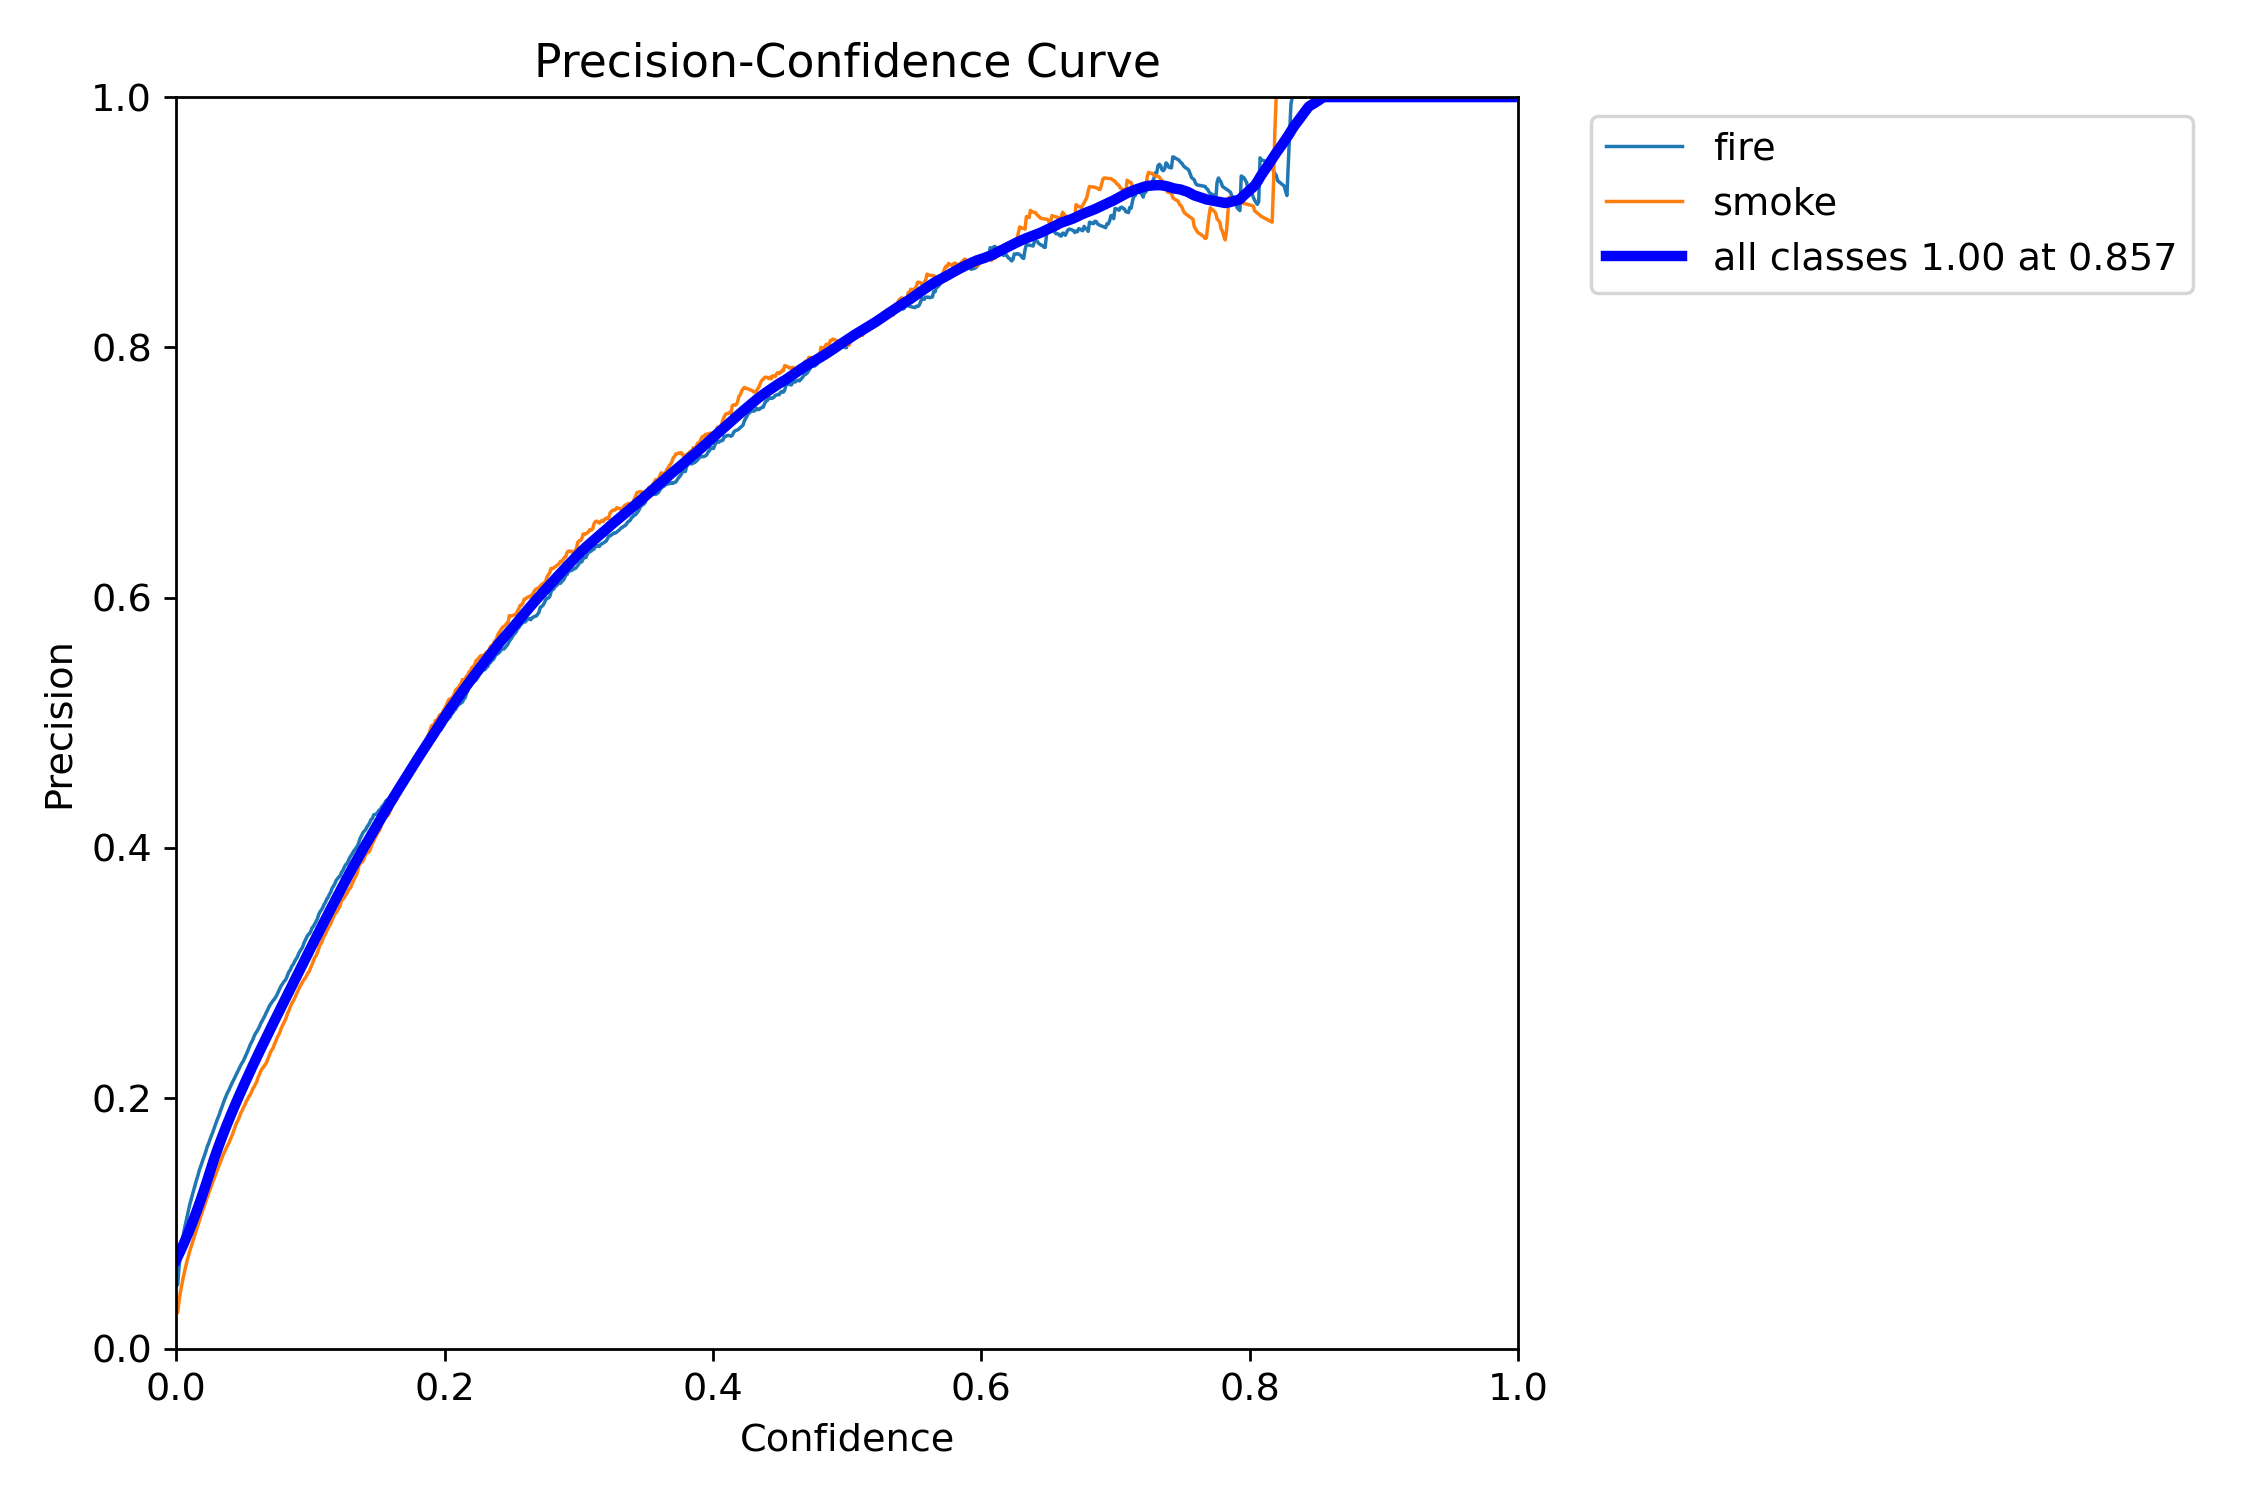 Precision-Confidence Curve
1.0
0.8
0.6
0.4
0.2
0.0
Precision
0.0 0.2 0.4 0.6 0.8 1.0
Confidence
fire
smoke
all classes 1.00 at 0.857